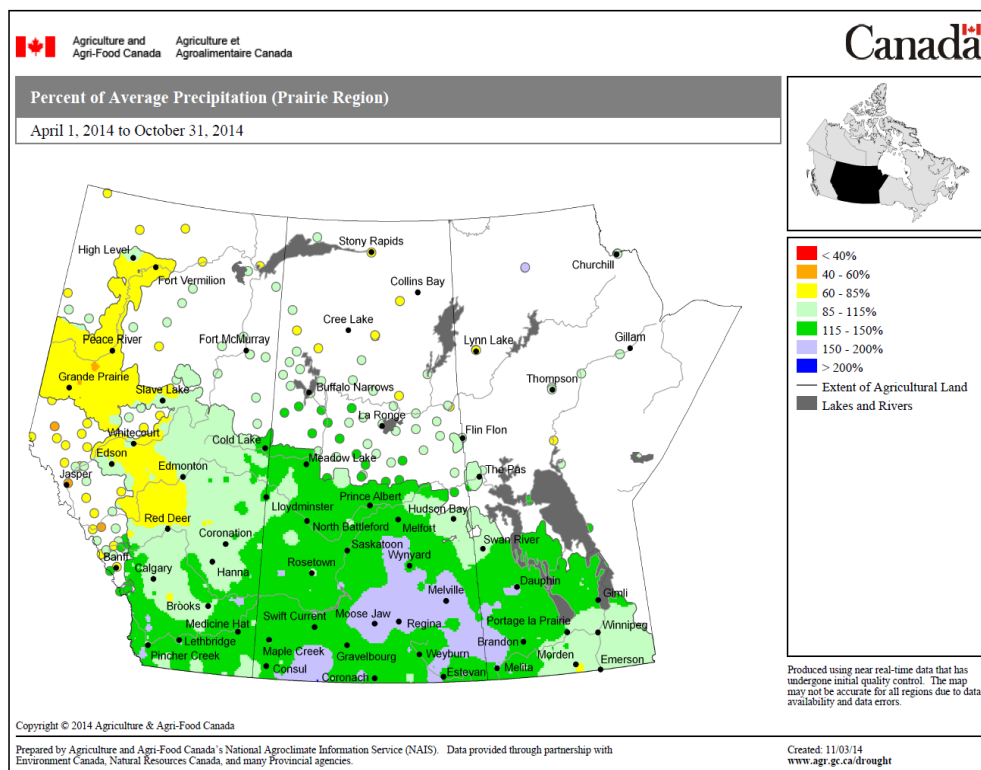 Agriculture and Agriculture et
Agri-Food Canada Agroalimentaire Canada
Canada
Percent of Average Precipitation (Prairie Region)
April 1, 2014 to October 31, 2014
High Level
Stony Rapids
Churchill
Fort Vermilion
Collins Bay
Cree Lake
Peace River
Fort McMurray
Lynn Lake
Gillam
Grande Prairie
Slave Lake
Buffalo Narrows
Thompson
La Ronge
Whitecourt
Cold Lake
Flin Flon
Edson
Meadow Lake
Jasper
Edmonton
The Pas
Prince Albert
Lloydminster
Hudson Bay
Red Deer
North Battleford
Melfort
Coronation
Saskatoon
Swan River
Banff
Hanna
Rosetown
Wynyard
Calgary
Dauphin
Melville
Gimli
Brooks
Medicine Hat
Swift Current
Moose Jaw
Regina
Portage la Prairie
Winnipeg
Lethbridge
Pincher Creek
Maple Creek
Gravelbourg
Weyburn
Brandon
Morden
Consul
Coronach
Estevan
Melita
Emerson
< 40%
40 - 60%
60 - 85%
85 - 115%
115 - 150%
150 - 200%
> 200%
Extent of Agricultural Land
Lakes and Rivers
Produced using near real-time data that has
undergone initial quality control. The map
may not be accurate for all regions due to data
availability and data errors.
Copyright © 2014 Agriculture & Agri-Food Canada
Prepared by Agriculture and Agri-Food Canada's National Agroclimate Information Service (NAIS). Data provided through partnership with
Environment Canada, Natural Resources Canada, and many Provincial agencies.
Created: 11/03/14
www.agr.gc.ca/drought